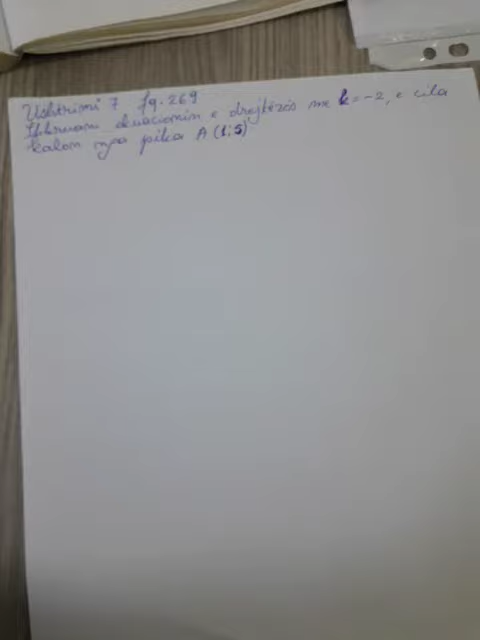 Ushtrimi 7 fq. 269
Shkruani ekuacionin e drejtëzës me k = -2, e cila
kalon nga pika A (1; 5)